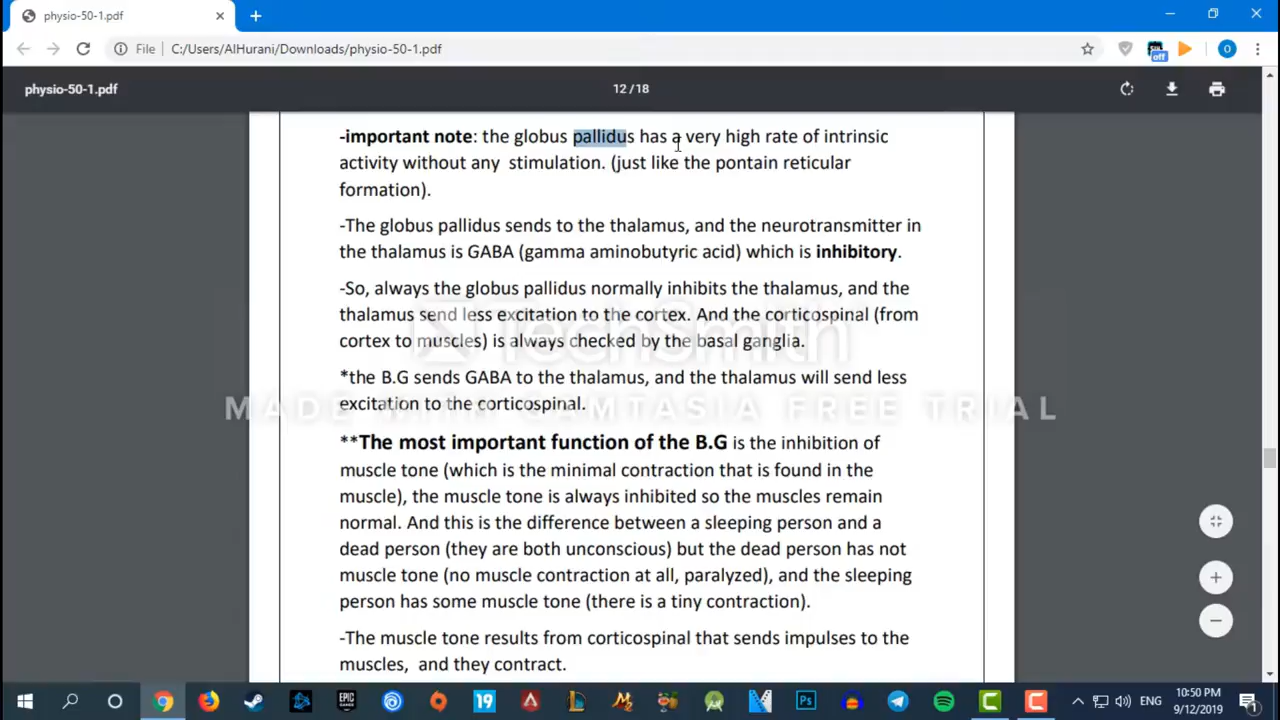 physio-50-1.pdf
File
C:/Users/AlHurani/Downloads/physio-50-1.pdf
off
O
physio-50-1.pdf
12 / 18
-important note: the globus pallidus has a very high rate of intrinsic
activity without any stimulation. (just like the pontain reticular
formation).
-The globus pallidus sends to the thalamus, and the neurotransmitter in
the thalamus is GABA (gamma aminobutyric acid) which is inhibitory.
-So, always the globus pallidus normally inhibits the thalamus, and the
thalamus send less excitation to the cortex. And the corticospinal (from
cortex to muscles) is always checked by the basal ganglia.
TechSmith
*the B.G sends GABA to the thalamus, and the thalamus will send less
excitation to the corticospinal.
MADE WITH CAMTASIA FREE TRIAL
**The most important function of the B.G is the inhibition of
muscle tone (which is the minimal contraction that is found in the
muscle), the muscle tone is always inhibited so the muscles remain
normal. And this is the difference between a sleeping person and a
dead person (they are both unconscious) but the dead person has not
muscle tone (no muscle contraction at all, paralyzed), and the sleeping
person has some muscle tone (there is a tiny contraction).
-The muscle tone results from corticospinal that sends impulses to the
muscles, and they contract.
EPIC
GAMES
19
Ps
ENG
10:50 PM
9/12/2019
1